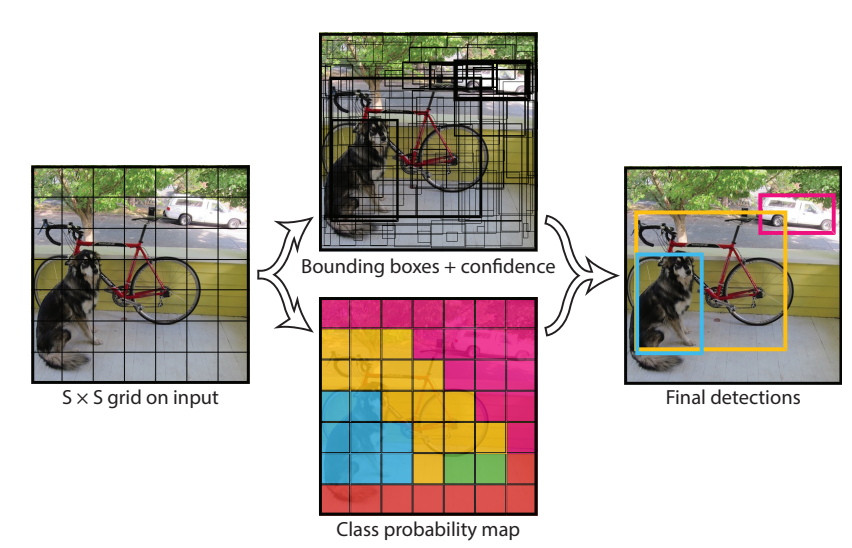 S × S grid on input
Bounding boxes + confidence
Class probability map
Final detections